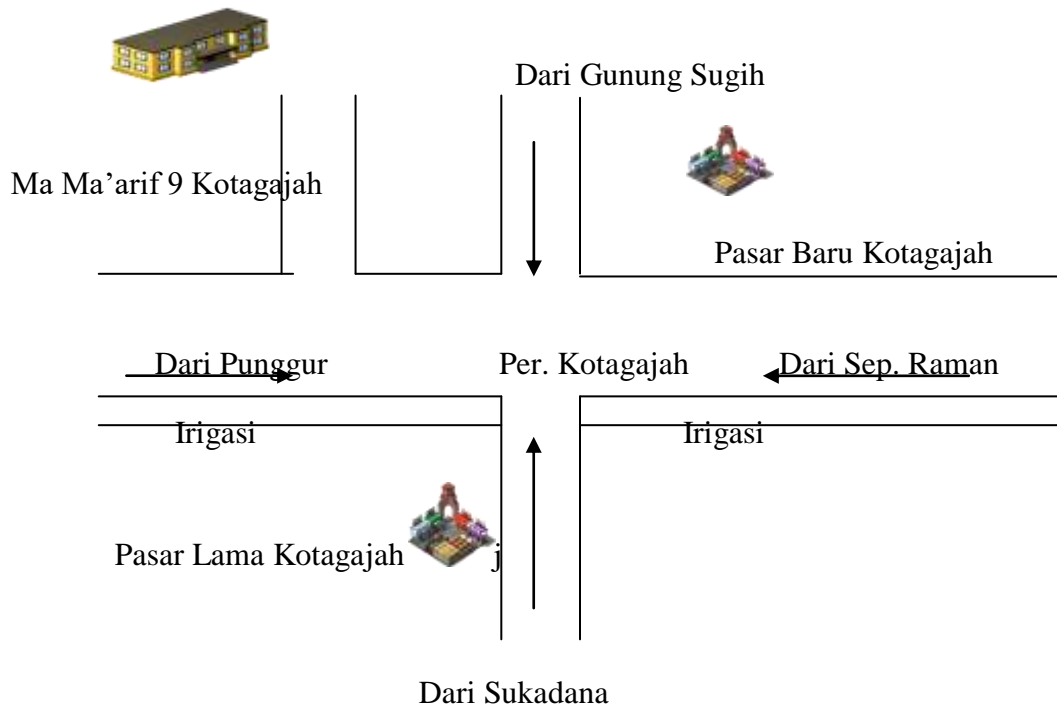 Dari Gunung Sugih
Ma Ma’arif 9 Kotagajah
Pasar Baru Kotagajah
Dari Punggur
Per. Kotagajah
Dari Sep. Raman
Irigasi
Irigasi
Pasar Lama Kotagajah
j
Dari Sukadana